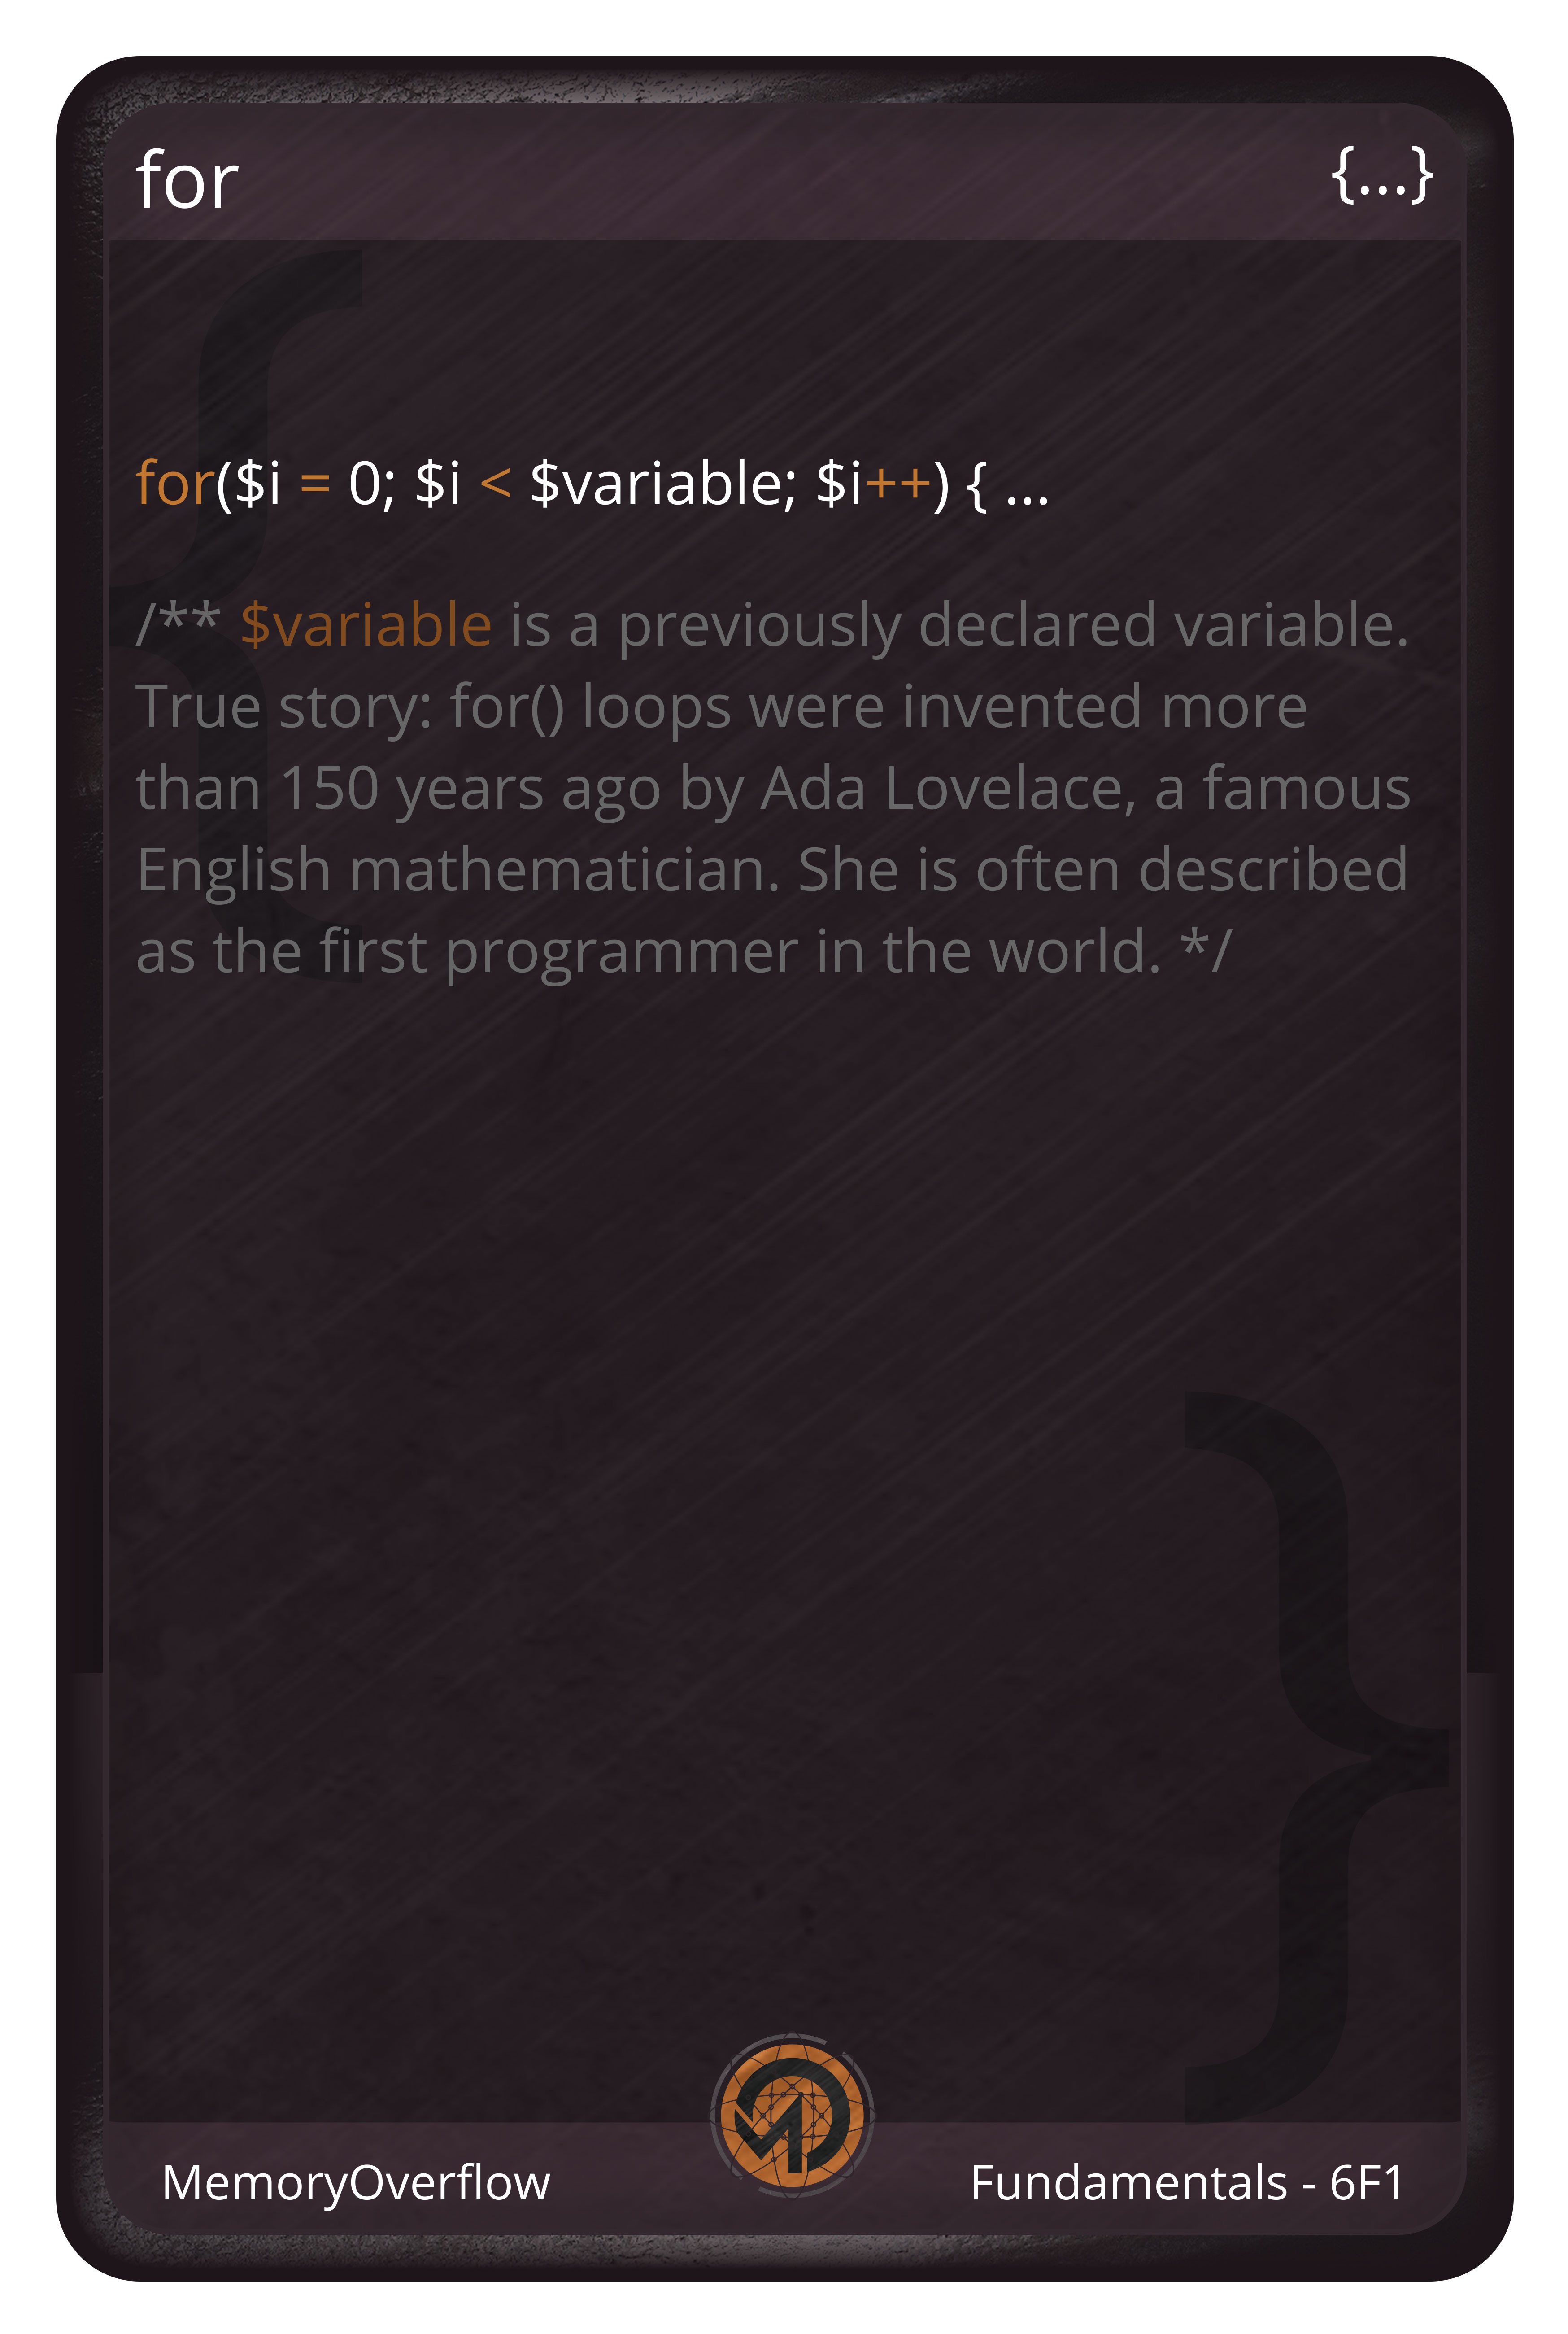 for
{...}
for($i = 0; $i < $variable; $i++) { ...
/** $variable is a previously declared variable.
True story: for() loops were invented more
than 150 years ago by Ada Lovelace, a famous
English mathematician. She is often described
as the first programmer in the world. */
MemoryOverflow
Fundamentals - 6F1